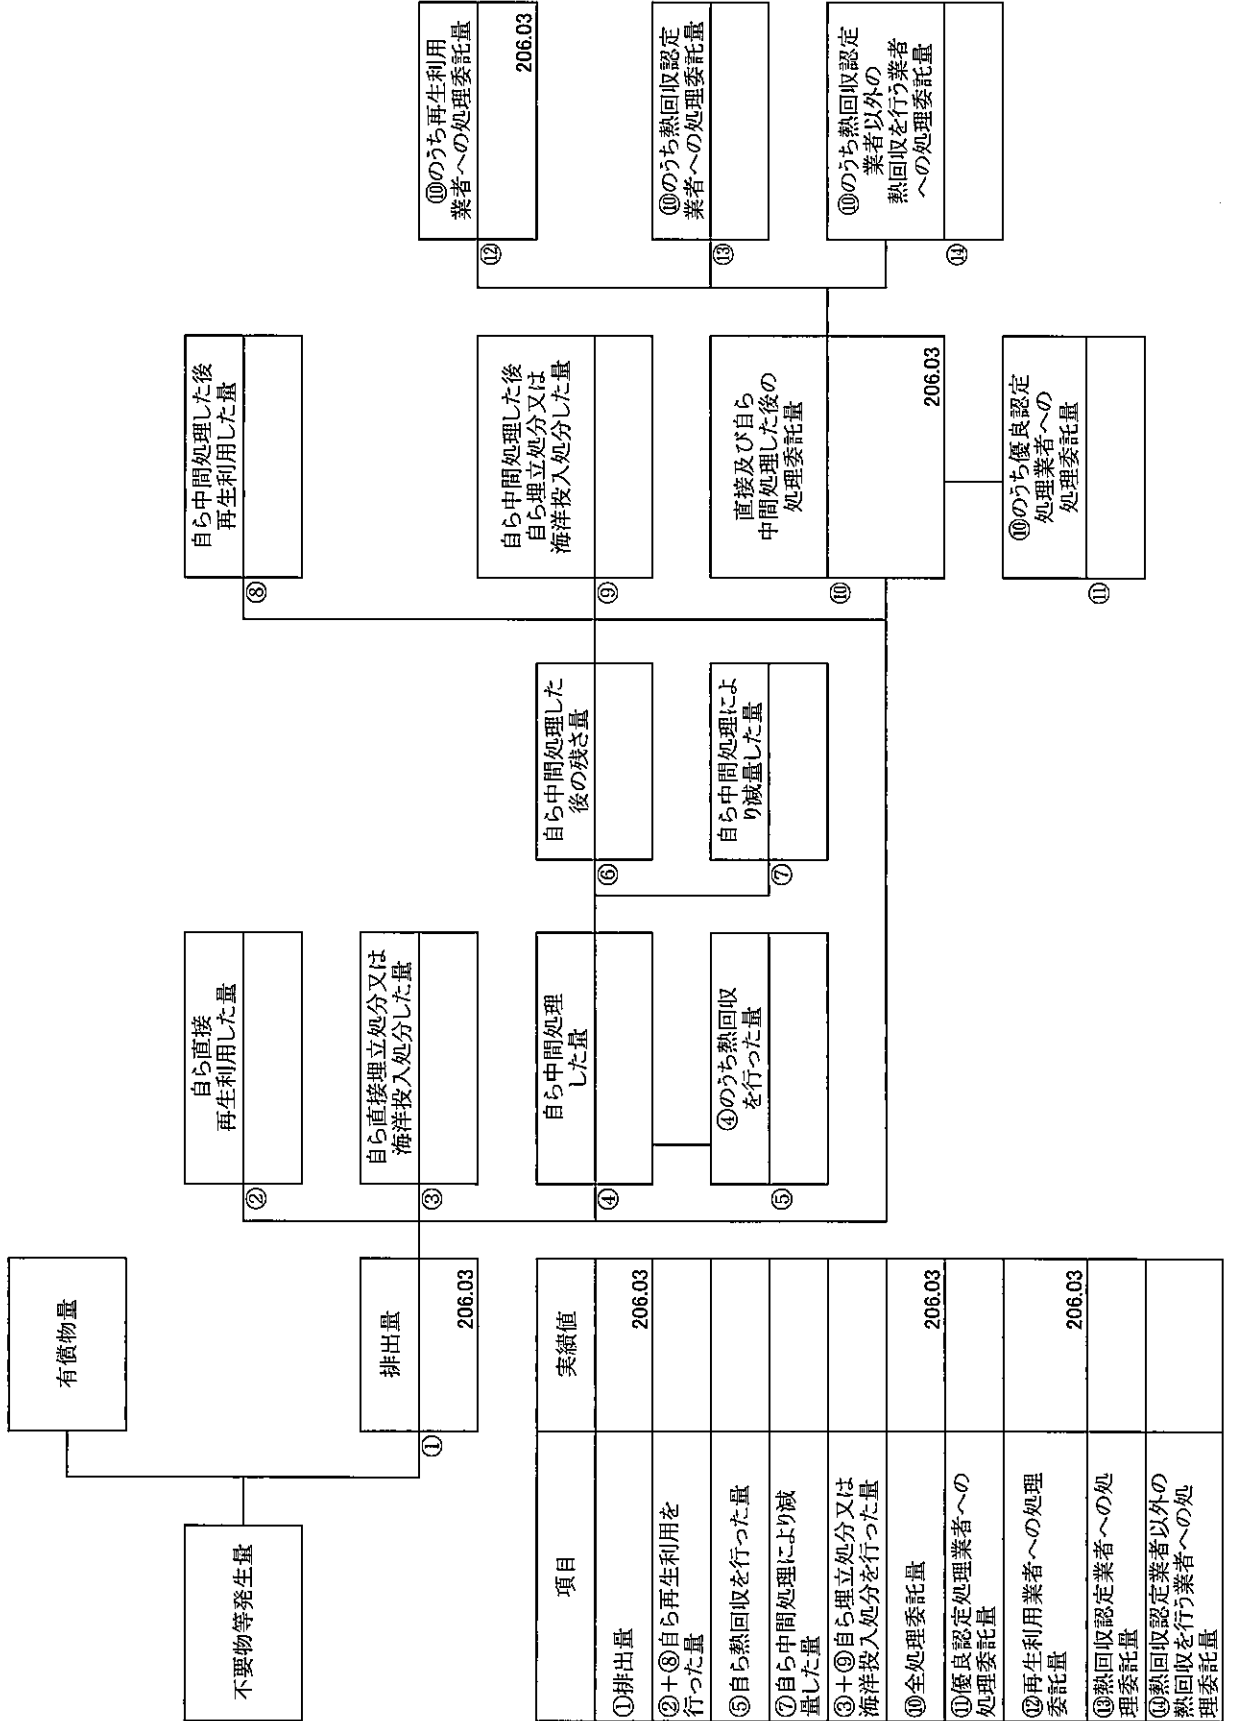 不要物等発生量
有償物量
排出量
①
206.03
自ら直接
再生利用した量
②
自ら直接埋立処分又は
海洋投入処分した量
③
自ら中間処理
した量
④
④のうち熱回収
を行った量
⑤
自ら中間処理した
後の残さ量
⑥
自ら中間処理によ
り減量した量
⑦
自ら中間処理した後
再生利用した量
⑧
自ら中間処理した後
自ら埋立処分又は
海洋投入処分した量
⑨
直接及び自ら
中間処理した後の
処理委託量
⑩
206.03
⑩のうち優良認定
処理業者への
処理委託量
⑪
⑩のうち再生利用
業者への処理委託量
⑫
206.03
⑩のうち熱回収認定
業者への処理委託量
⑬
⑩のうち熱回収認定
業者以外の
熱回収を行う業者
への処理委託量
⑭
項目 実績値
①排出量 206.03
②+⑧自ら再生利用を
行った量
⑤自ら熱回収を行った量
⑦自ら中間処理により減
量した量
③+⑨自ら埋立処分又は
海洋投入処分を行った量
⑩全処理委託量 206.03
⑪優良認定処理業者への
処理委託量
⑫再生利用業者への処理
委託量 206.03
⑬熱回収認定業者への処
理委託量
⑭熱回収認定業者以外の
熱回収を行う業者への処
理委託量